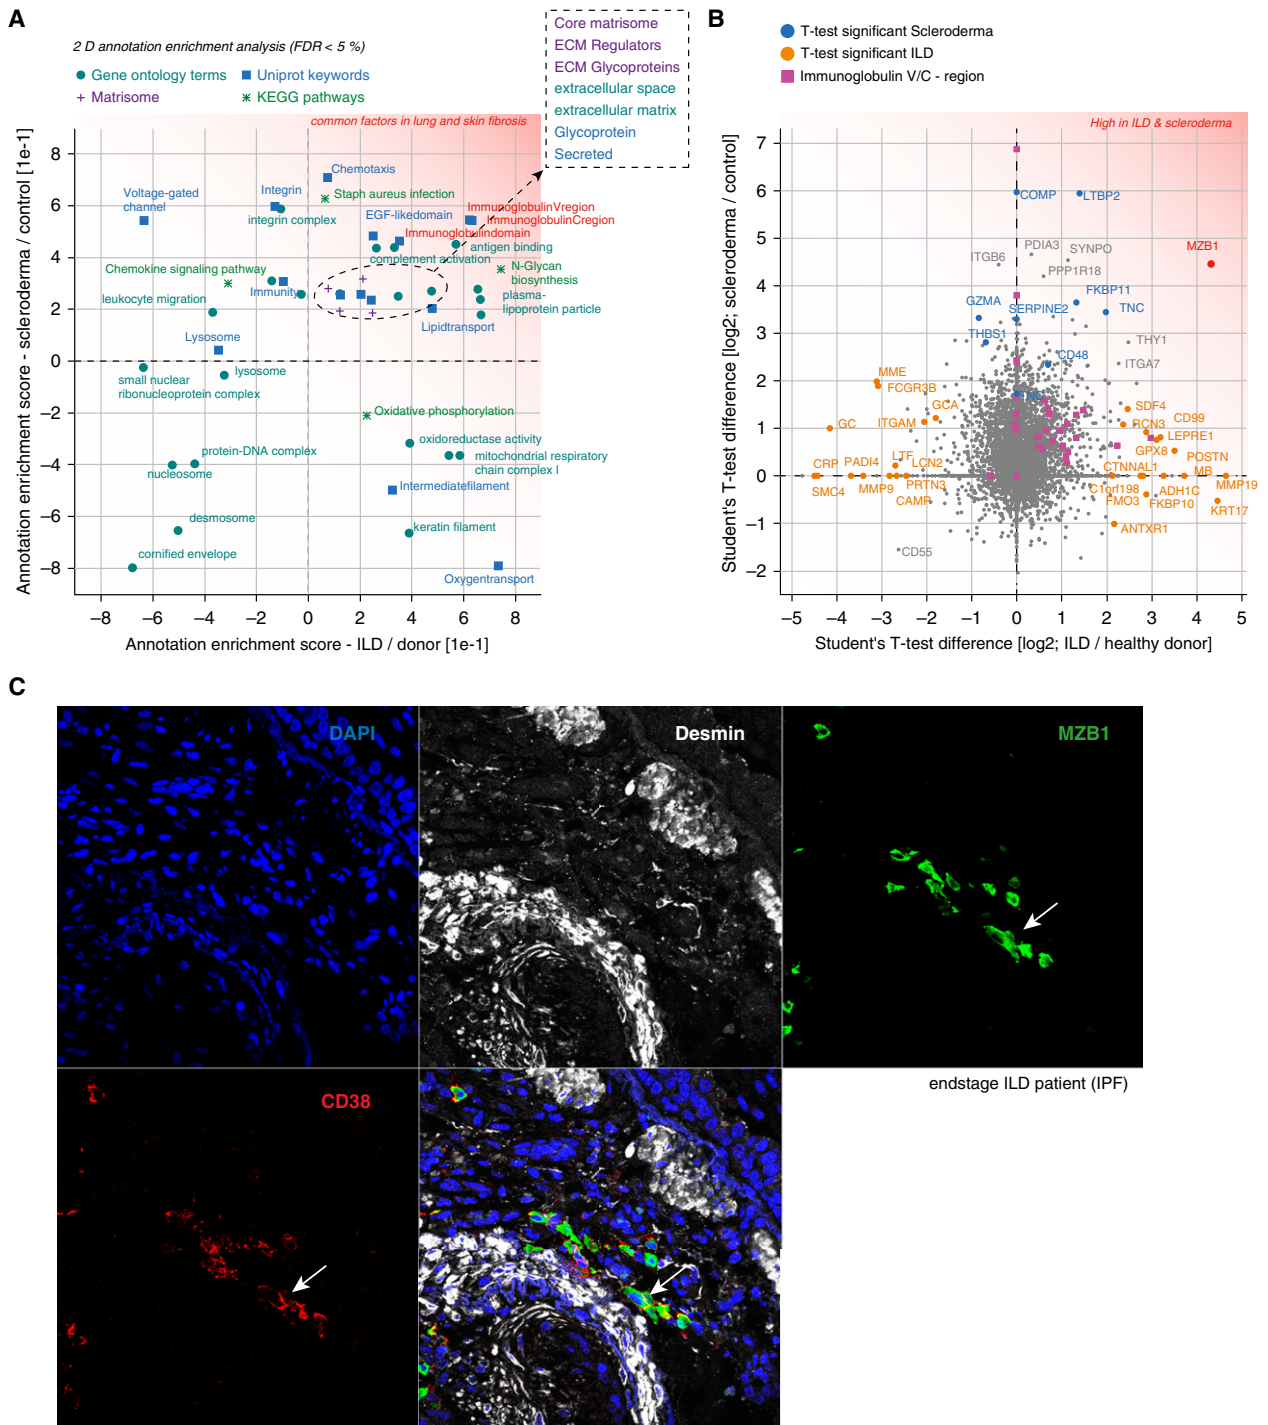 A
2 D annotation enrichment analysis (FDR < 5 %)
Gene ontology terms
Uniprot keywords
Matrisome
KEGG pathways
Core matrisome
ECM Regulators
ECM Glycoproteins
extracellular space
extracellular matrix
Glycoprotein
Secreted
common factors in lung and skin fibrosis
Chemotaxis
Staph aureus infection
Voltage-gated
channel
Integrin
integrin complex
EGF-likedomain
ImmunoglobulinVregion
ImmunoglobulinCregion
Immunoglobulindomain
antigen binding
complement activation
N-Glycan
biosynthesis
Chemokine signaling pathway
Immunity
leukocyte migration
plasma-
lipoprotein particle
Lipidtransport
Lysosome
lysosome
small nuclear
ribonucleoprotein complex
Oxidative phosphorylation
oxidoreductase activity
mitochondrial respiratory
chain complex I
protein-DNA complex
nucleosome
Intermediatefilament
desmosome
keratin filament
cornified envelope
Oxygentransport
8
6
4
2
0
−2
−4
−6
−8
−8 −6 −4 −2 0 2 4 6 8
Annotation enrichment score - scleroderma / control [1e-1]
Annotation enrichment score - ILD / donor [1e-1]
B
T-test significant Scleroderma
T-test significant ILD
Immunoglobulin V/C - region
High in ILD & scleroderma
COMP
LTBP2
MZB1
PDIA3
SYNPO
ITGB6
PPP1R18
FKBP11
GZMA
SERPINE2
TNC
THBS1
THY1
CD48
ITGA7
MME
FCGR3B
GCA
SDF4
CD99
GC
ITGAM
RCN3
LEPRE1
GPX8
POSTN
CRP
PADI4
LTF
LCN2
CTNNAL1
MB
SMC4
MMP9
PRTN3
C1orf198
ADH1C
MMP19
CAMP
FMO3
FKBP10
KRT17
ANTXR1
CD55
7
6
5
4
3
2
1
0
−1
−2
−5 −4 −3 −2 −1 0 1 2 3 4 5
Student's T-test difference [log2; scleroderma / control]
Student's T-test difference [log2; ILD / healthy donor]
C
DAPI
Desmin
MZB1
CD38
endstage ILD patient (IPF)